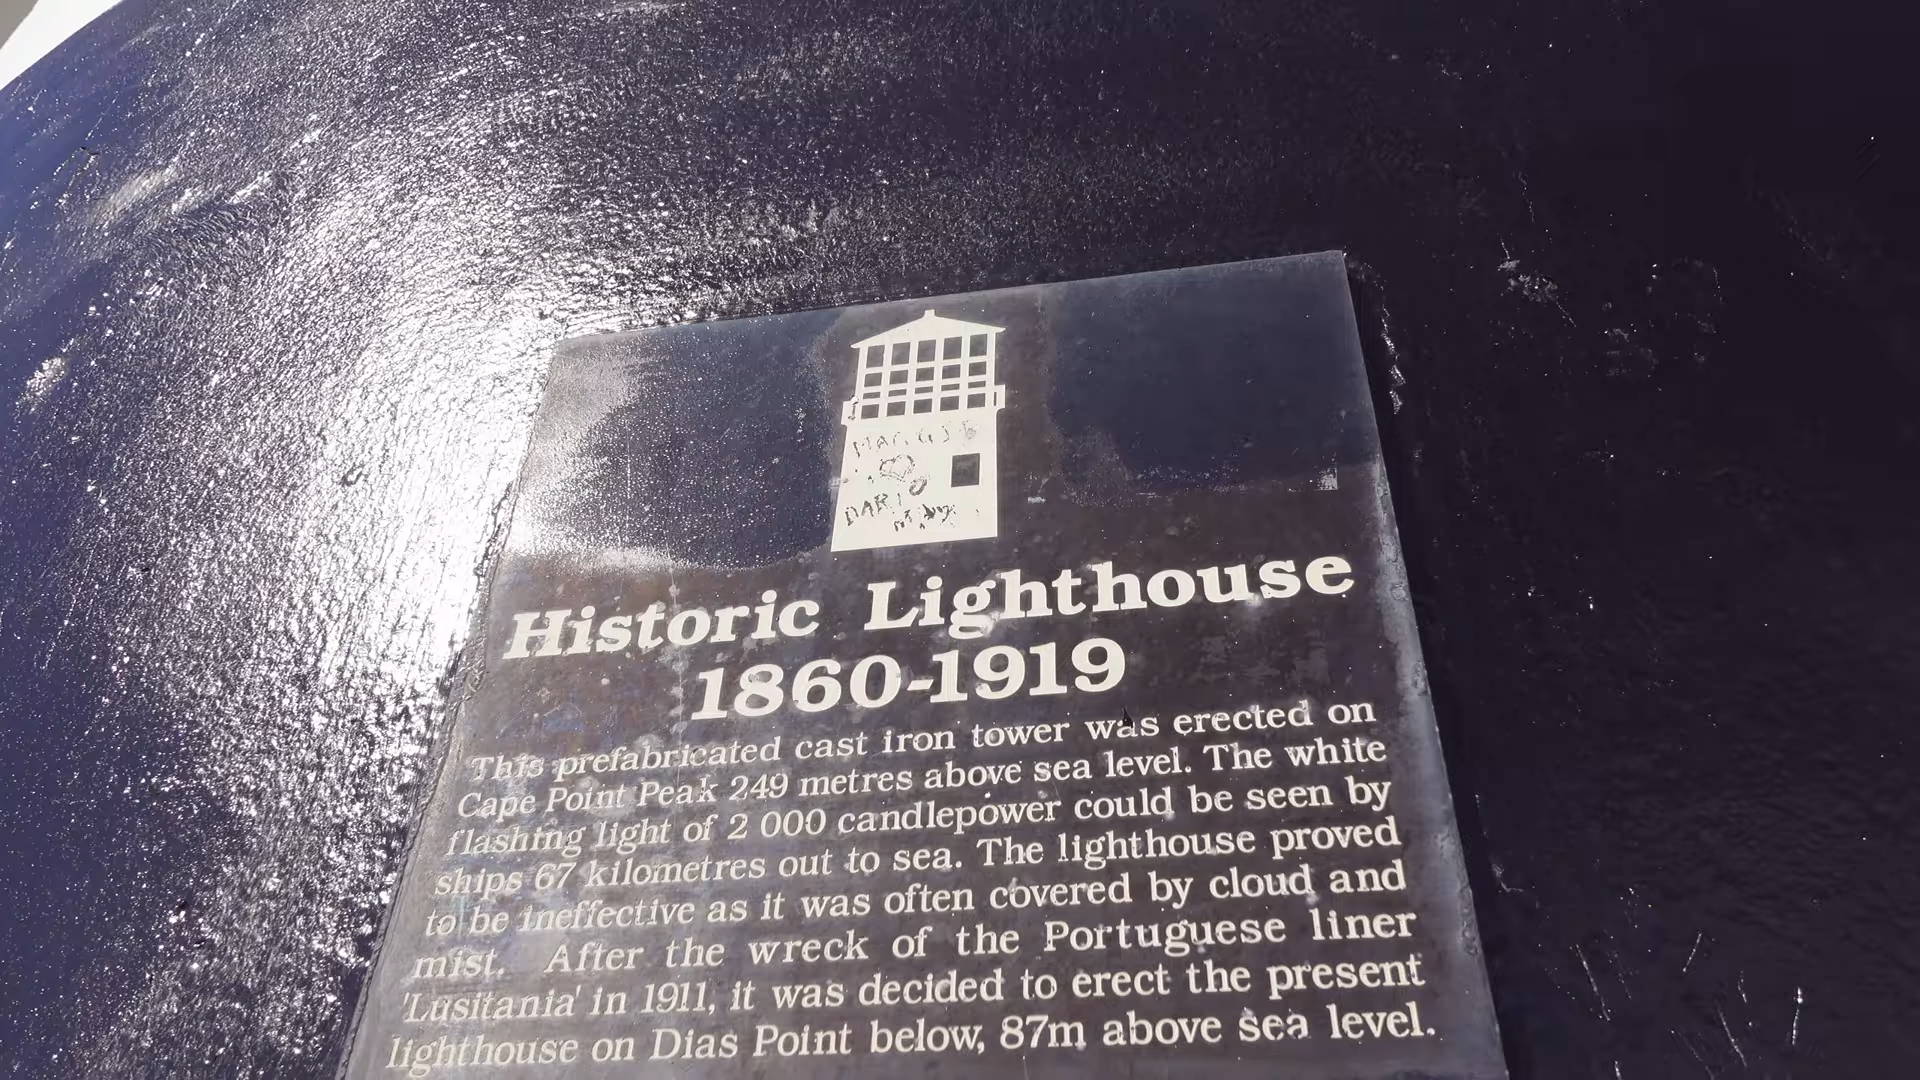 DARI
Historic Lighthouse
1860-1919
This prefabricated cast iron tower was erected on
Cape Point Peak 249 metres above sea level. The white
flashing light of 2 000 candlepower could be seen by
ships 67 kilometres out to sea. The lighthouse proved
to be ineffective as it was often covered by cloud and
mist. After the wreck of the Portuguese liner
'Lusitania' in 1911, it was decided to erect the present
lighthouse on Dias Point below, 87m above sea level.